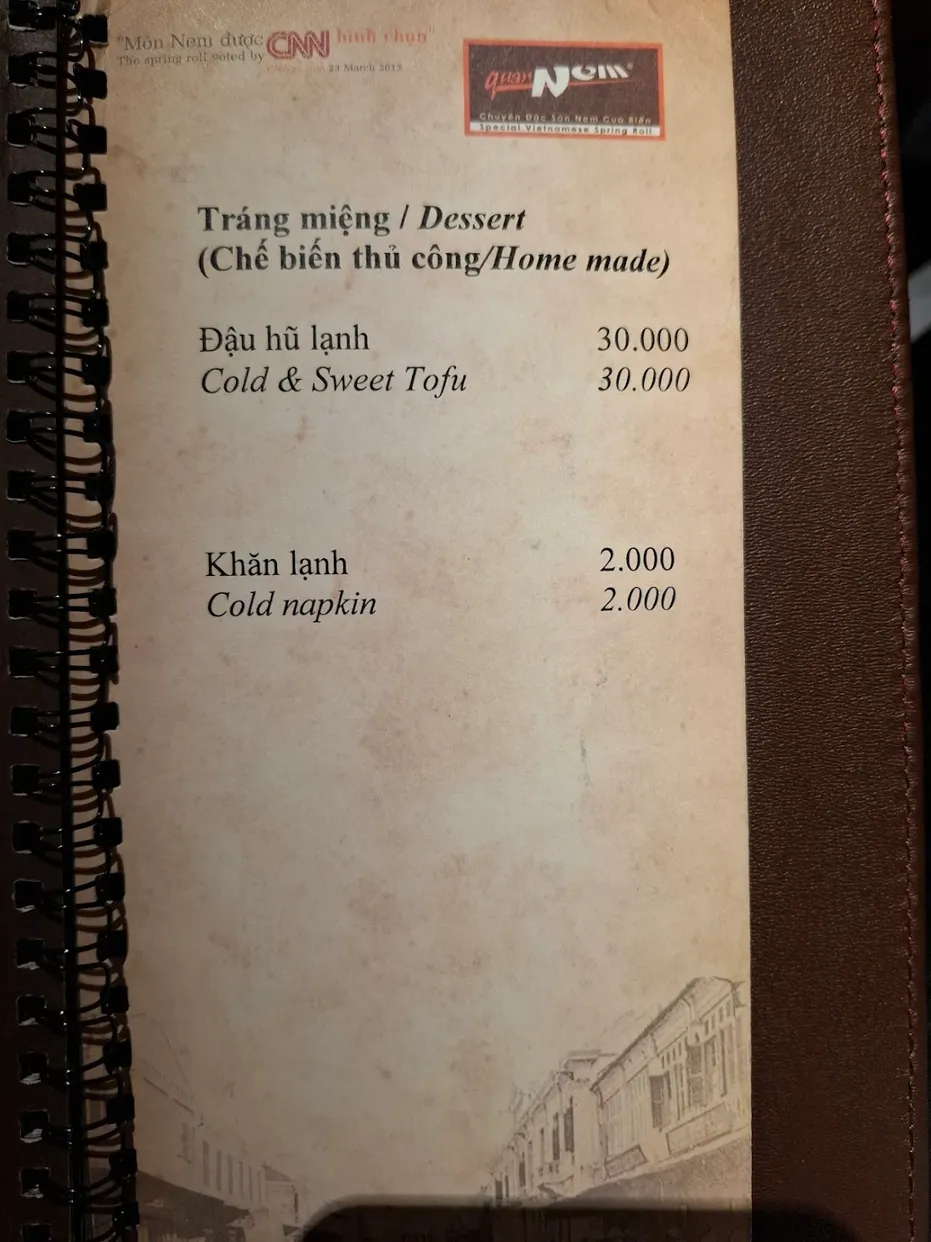 "Món Nem được CNN bình chọn"
The spring roll voted by
23 March 2013
quán Nem
Chuyên Đặc Sản Nem Cua Biển
Special Vietnamese Spring Roll
Tráng miệng / Dessert
(Chế biến thủ công/Home made)
Đậu hũ lạnh 30.000
Cold & Sweet Tofu 30.000
Khăn lạnh 2.000
Cold napkin 2.000